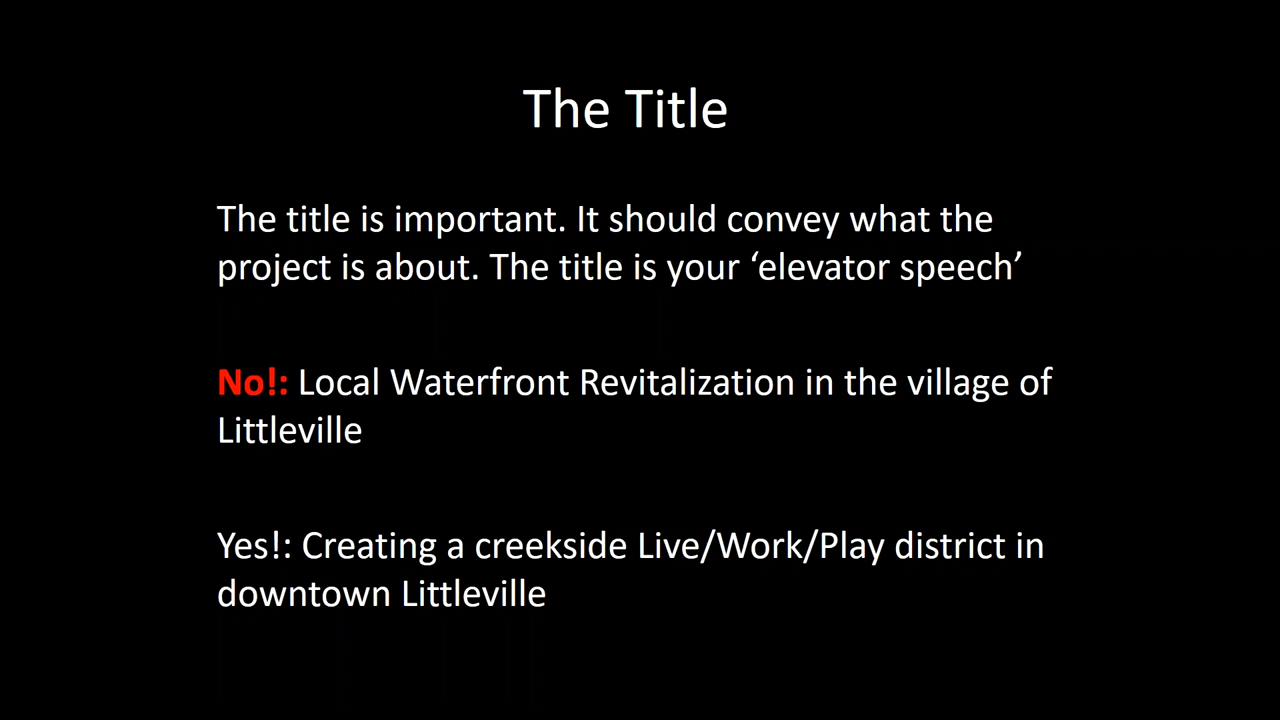 The Title
The title is important. It should convey what the
project is about. The title is your ‘elevator speech’
No!: Local Waterfront Revitalization in the village of
Littleville
Yes!: Creating a creekside Live/Work/Play district in
downtown Littleville